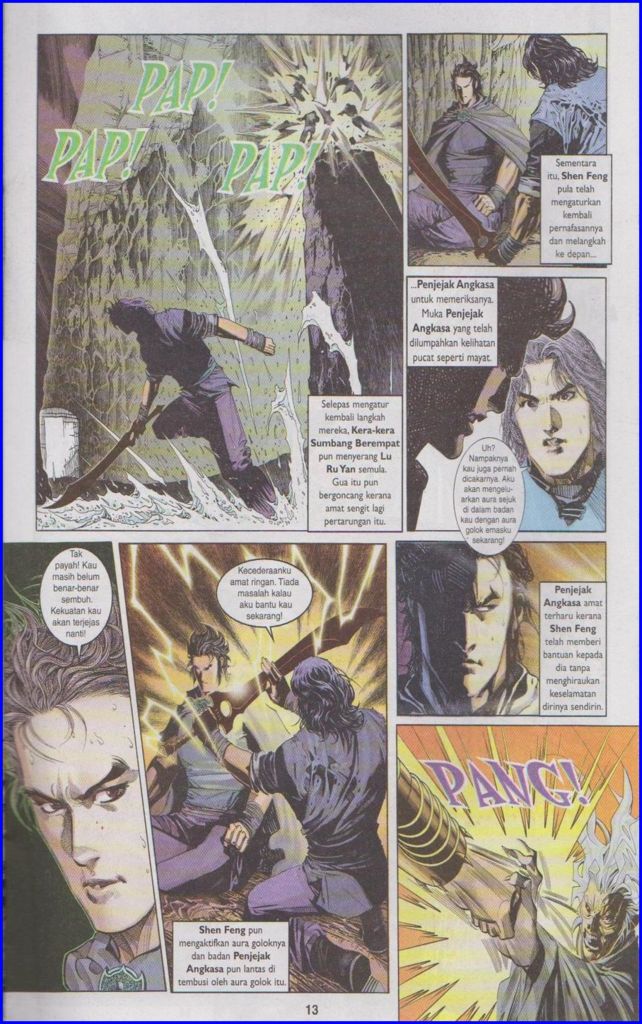 PAP!
PAP!
PAP!
Selepas mengatur
kembali langkah
mereka, Kera-kera
Sumbang Berempat
pun menyerang Lu
Ru Yan semula.
Gua itu pun
bergoncang kerana
amat sengit lagi
pertarungan itu.
Sementara
itu, Shen Feng
pula telah
mengaturkan
kembali
pernafasannya
dan melangkah
ke depan...
...Penjejak Angkasa
untuk memeriksanya.
Muka Penjejak
Angkasa yang telah
dilumpahkan kelihatan
pucat seperti mayat.
Uh?
Nampaknya
kau juga pernah
dicakarnya. Aku
akan mengelu-
arkan aura sejuk
di dalam badan
kau dengan aura
golok emasku
sekarang!
Tak
payah! Kau
masih belum
benar-benar
sembuh.
Kekuatan kau
akan terjejas
nanti!
Kecederaanku
amat ringan. Tiada
masalah kalau
aku bantu kau
sekarang!
Shen Feng pun
mengaktifkan aura goloknya
dan badan Penjejak
Angkasa pun lantas di
tembusi oleh aura golok itu.
Penjejak
Angkasa amat
terharu kerana
Shen Feng
telah memberi
bantuan kepada
dia tanpa
menghiraukan
keselamatan
dirinya sendirin.
PANG!
13